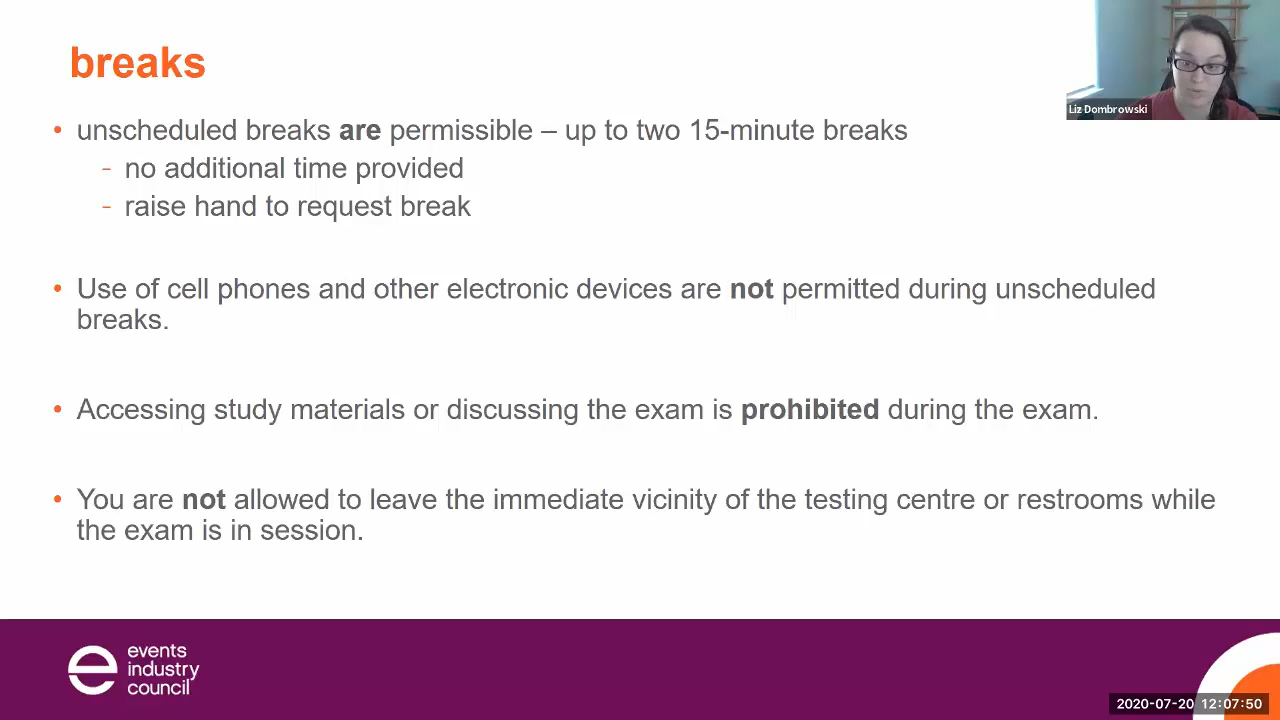 breaks
Liz Dombrowski
• unscheduled breaks are permissible – up to two 15-minute breaks
- no additional time provided
- raise hand to request break
• Use of cell phones and other electronic devices are not permitted during unscheduled
breaks.
• Accessing study materials or discussing the exam is prohibited during the exam.
• You are not allowed to leave the immediate vicinity of the testing centre or restrooms while
the exam is in session.
e events
industry
council
2020-07-20 12:07:50